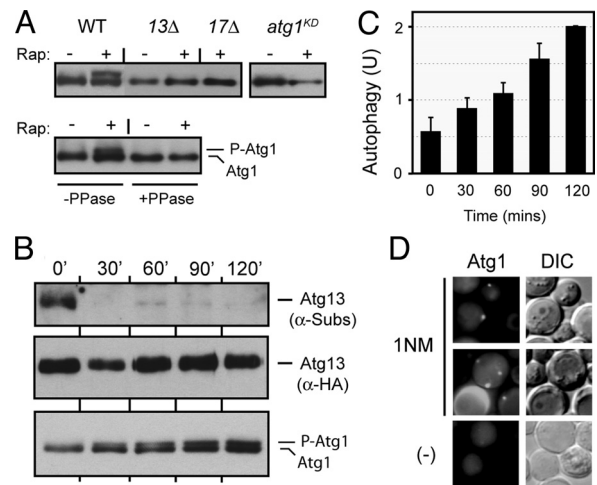 A
WT 13Δ 17Δ atg1KD
Rap: - + - + + - +
Rap: - + - +
P-Atg1
Atg1
-PPase +PPase
B
0’ 30’ 60’ 90’ 120’
Atg13
(α-Subs)
Atg13
(α-HA)
P-Atg1
Atg1
C
Autophagy (U)
2
1
0
0 30 60 90 120
Time (mins)
D
Atg1 DIC
1NM
(-)